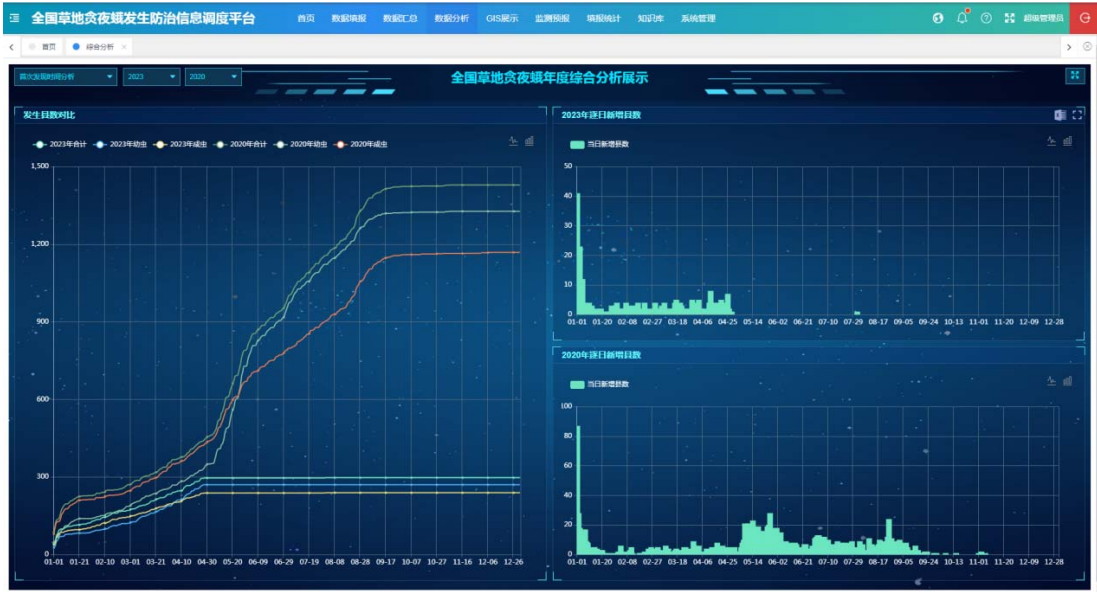 全国草地贪夜蛾发生防治信息调度平台 首页 数据填报 数据汇总 数据分析 GIS展示 监测预报 填报统计 知识库 系统管理 超级管理员
首页 综合分析 ×
首次发现时间分析 2023 2020
全国草地贪夜蛾年度综合分析展示
发生县数对比
2023年合计 2023年幼虫 2023年成虫 2020年合计 2020年幼虫 2020年成虫
1,500
1,200
900
600
300
0
01-01 01-21 02-10 03-01 03-21 04-10 04-30 05-20 06-09 06-29 07-19 08-08 08-28 09-17 10-07 10-27 11-16 12-06 12-26
2023年逐日新增县数
当日新增县数
50
40
30
20
10
0
01-01 01-20 02-08 02-27 03-18 04-06 04-25 05-14 06-02 06-21 07-10 07-29 08-17 09-05 09-24 10-13 11-01 11-20 12-09 12-28
2020年逐日新增县数
当日新增县数
100
80
60
40
20
0
01-01 01-20 02-08 02-27 03-18 04-06 04-25 05-14 06-02 06-21 07-10 07-29 08-17 09-05 09-24 10-13 11-01 11-20 12-09 12-28